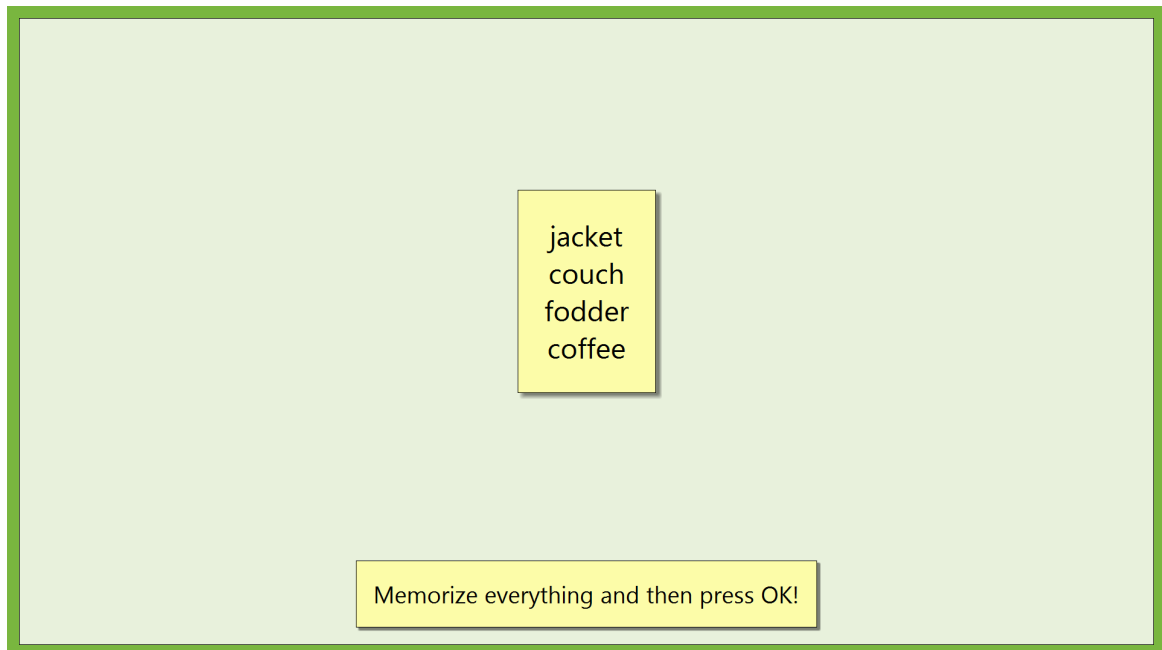 jacket
couch
fodder
coffee
Memorize everything and then press OK!